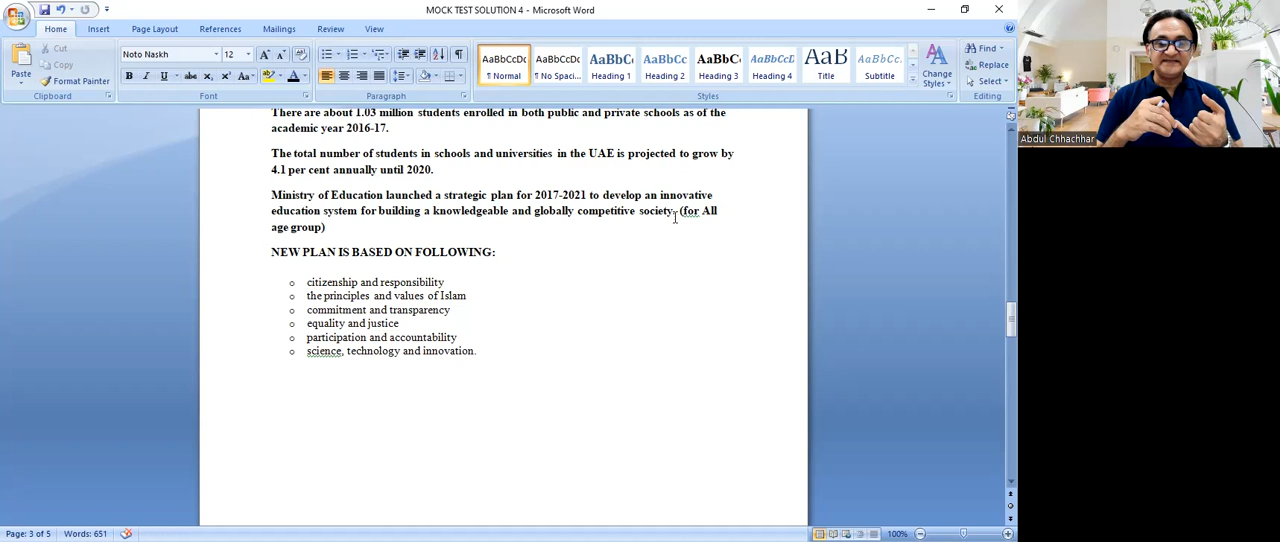 MOCK TEST SOLUTION 4 - Microsoft Word
Home Insert Page Layout References Mailings Review View
Paste
Cut
Copy
Format Painter
Clipboard
Noto Naskh 12
Font
Paragraph
AaBbCcDc AaBbCcDc AaBbC AaBbCc AaBbCc AaBbCcD AaB AaBbCc.
¶ Normal ¶ No Spaci... Heading 1 Heading 2 Heading 3 Heading 4 Title Subtitle
Styles
Change
Styles
Find
Replace
Select
Editing
There are about 1.03 million students enrolled in both public and private schools as of the
academic year 2016-17.
The total number of students in schools and universities in the UAE is projected to grow by
4.1 per cent annually until 2020.
Ministry of Education launched a strategic plan for 2017-2021 to develop an innovative
education system for building a knowledgeable and globally competitive society. (for All
age group)
NEW PLAN IS BASED ON FOLLOWING:
o citizenship and responsibility
o the principles and values of Islam
o commitment and transparency
o equality and justice
o participation and accountability
o science, technology and innovation.
Abdul Chhachhar
Page: 3 of 5 Words: 651 100%